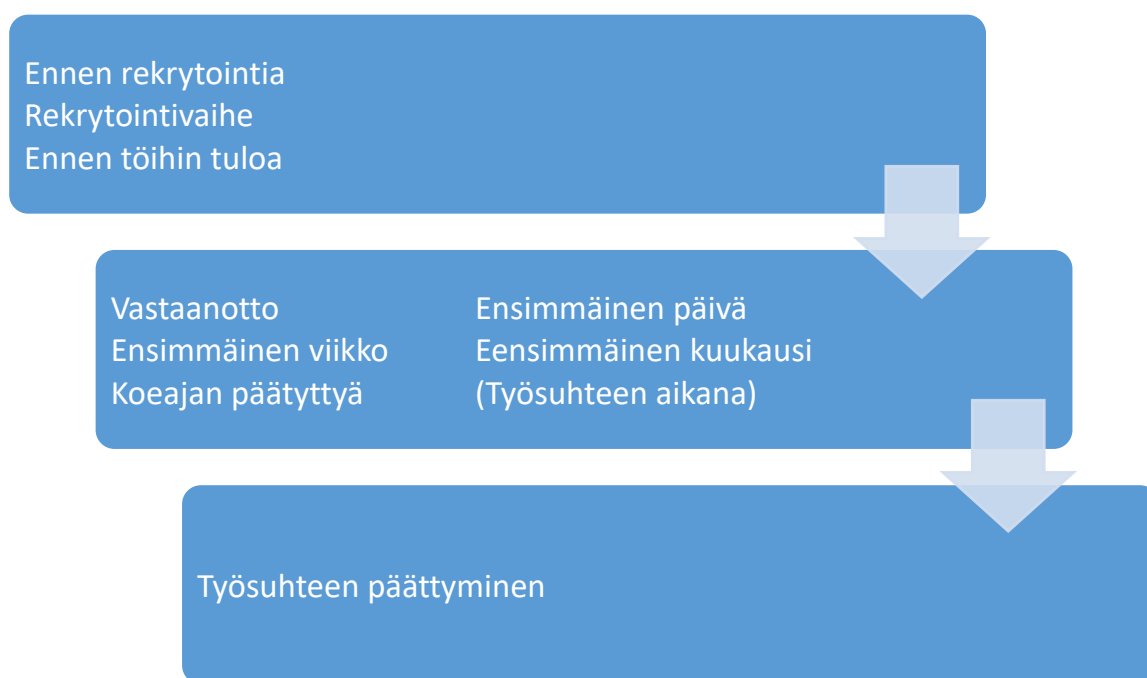 Ennen rekrytointia
Rekrytointivaihe
Ennen töihin tuloa
Vastaanotto Ensimmäinen päivä
Ensimmäinen viikko Eensimmäinen kuukausi
Koeajan päätyttyä (Työsuhteen aikana)
Työsuhteen päättyminen